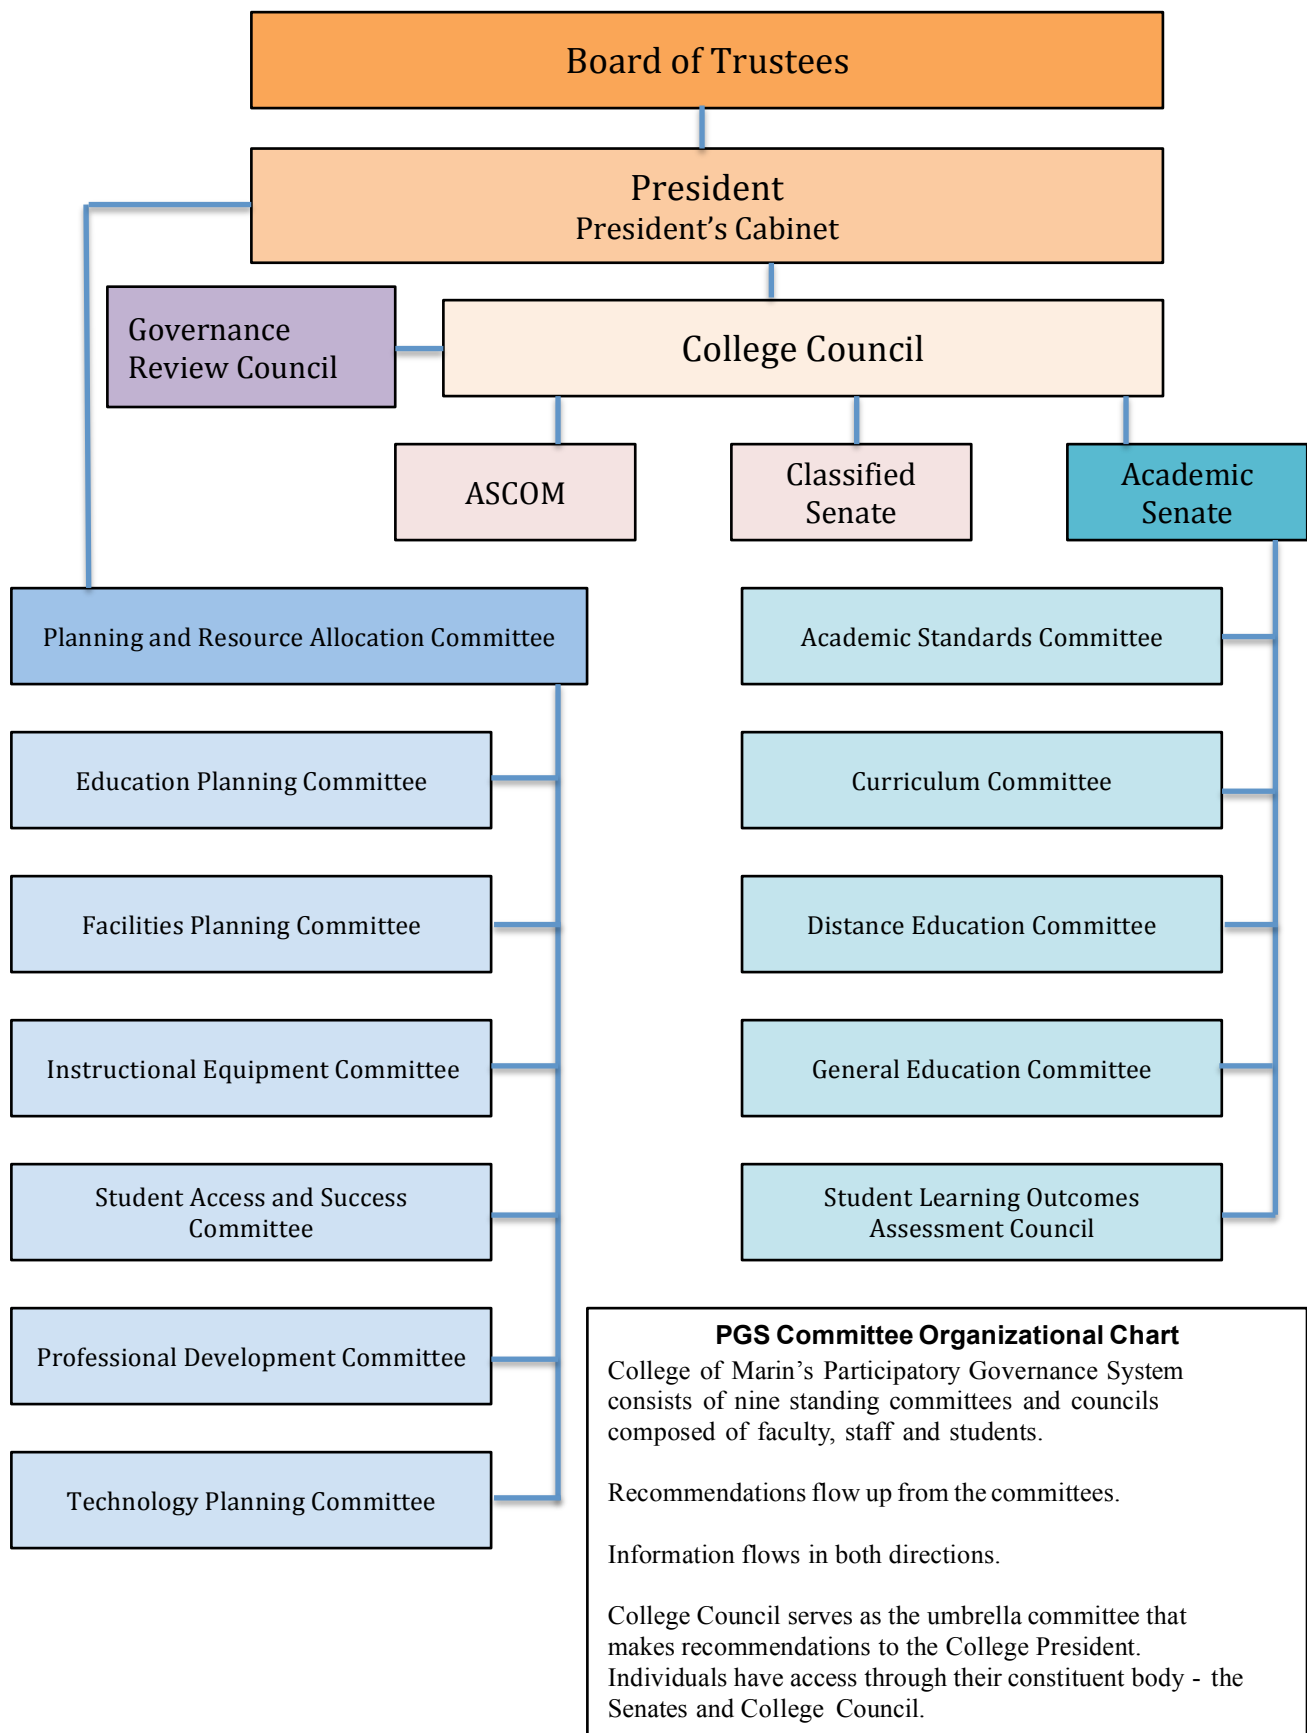 Board of Trustees
President
President’s Cabinet
Governance
Review Council
College Council
ASCOM
Classified
Senate
Academic
Senate
Planning and Resource Allocation Committee
Education Planning Committee
Facilities Planning Committee
Instructional Equipment Committee
Student Access and Success
Committee
Professional Development Committee
Technology Planning Committee
Academic Standards Committee
Curriculum Committee
Distance Education Committee
General Education Committee
Student Learning Outcomes
Assessment Council
PGS Committee Organizational Chart
College of Marin’s Participatory Governance System
consists of nine standing committees and councils
composed of faculty, staff and students.
Recommendations flow up from the committees.
Information flows in both directions.
College Council serves as the umbrella committee that
makes recommendations to the College President.
Individuals have access through their constituent body - the
Senates and College Council.